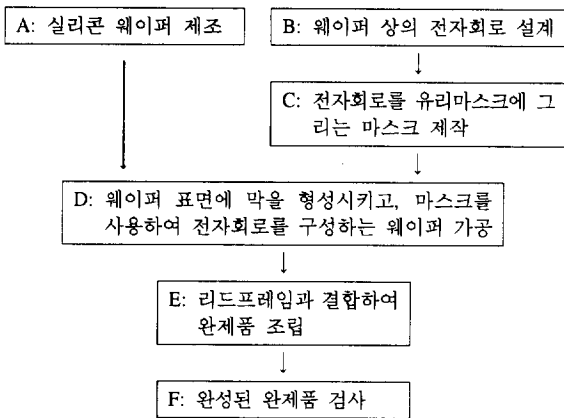 A: 실리콘 웨이퍼 제조
B: 웨이퍼 상의 전자회로 설계
C: 전자회로를 유리마스크에 그
리는 마스크 제작
D: 웨이퍼 표면에 막을 형성시키고, 마스크를
사용하여 전자회로를 구성하는 웨이퍼 가공
E: 리드프레임과 결합하여
완제품 조립
F: 완성된 완제품 검사